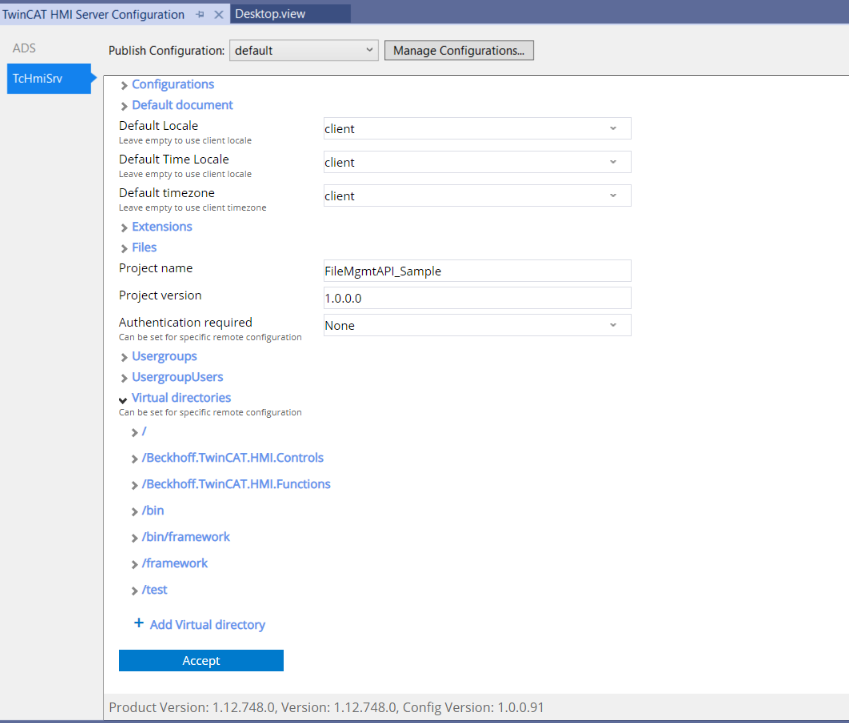 TwinCAT HMI Server Configuration
Desktop.view
ADS
TcHmiSrv
Publish Configuration: default Manage Configurations...
Configurations
Default document
Default Locale client
Leave empty to use client locale
Default Time Locale client
Leave empty to use client locale
Default timezone client
Leave empty to use client timezone
Extensions
Files
Project name FileMgmtAPI_Sample
Project version 1.0.0.0
Authentication required None
Can be set for specific remote configuration
Usergroups
UsergroupUsers
Virtual directories
Can be set for specific remote configuration
/
/Beckhoff.TwinCAT.HMI.Controls
/Beckhoff.TwinCAT.HMI.Functions
/bin
/bin/framework
/framework
/test
+ Add Virtual directory
Accept
Product Version: 1.12.748.0, Version: 1.12.748.0, Config Version: 1.0.0.91